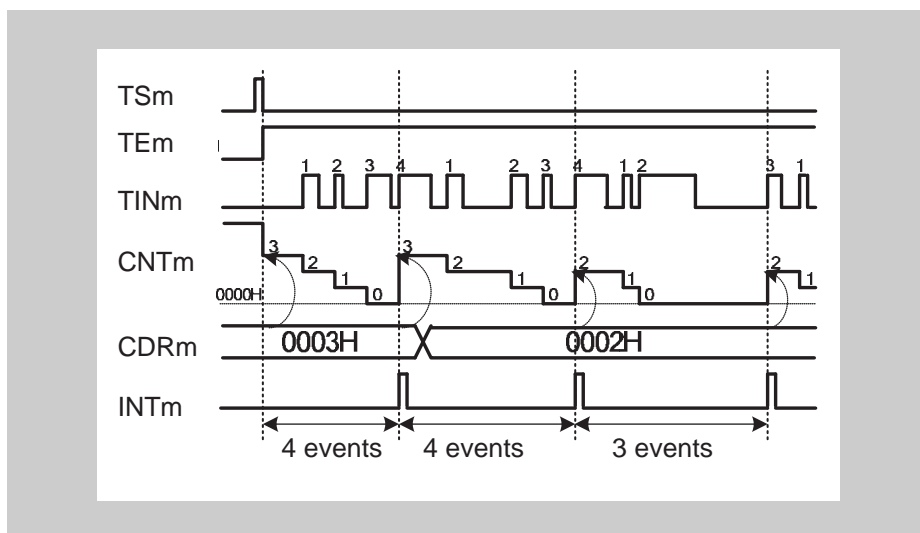 TSm
TEm
1 2 3 4 1 2 3 4 1 2 3 1
TINm
3 2 1 0 3 2 1 0 2 1 0 2 1
CNTm
0000H
CDRm
0003H 0002H
INTm
4 events 4 events 3 events